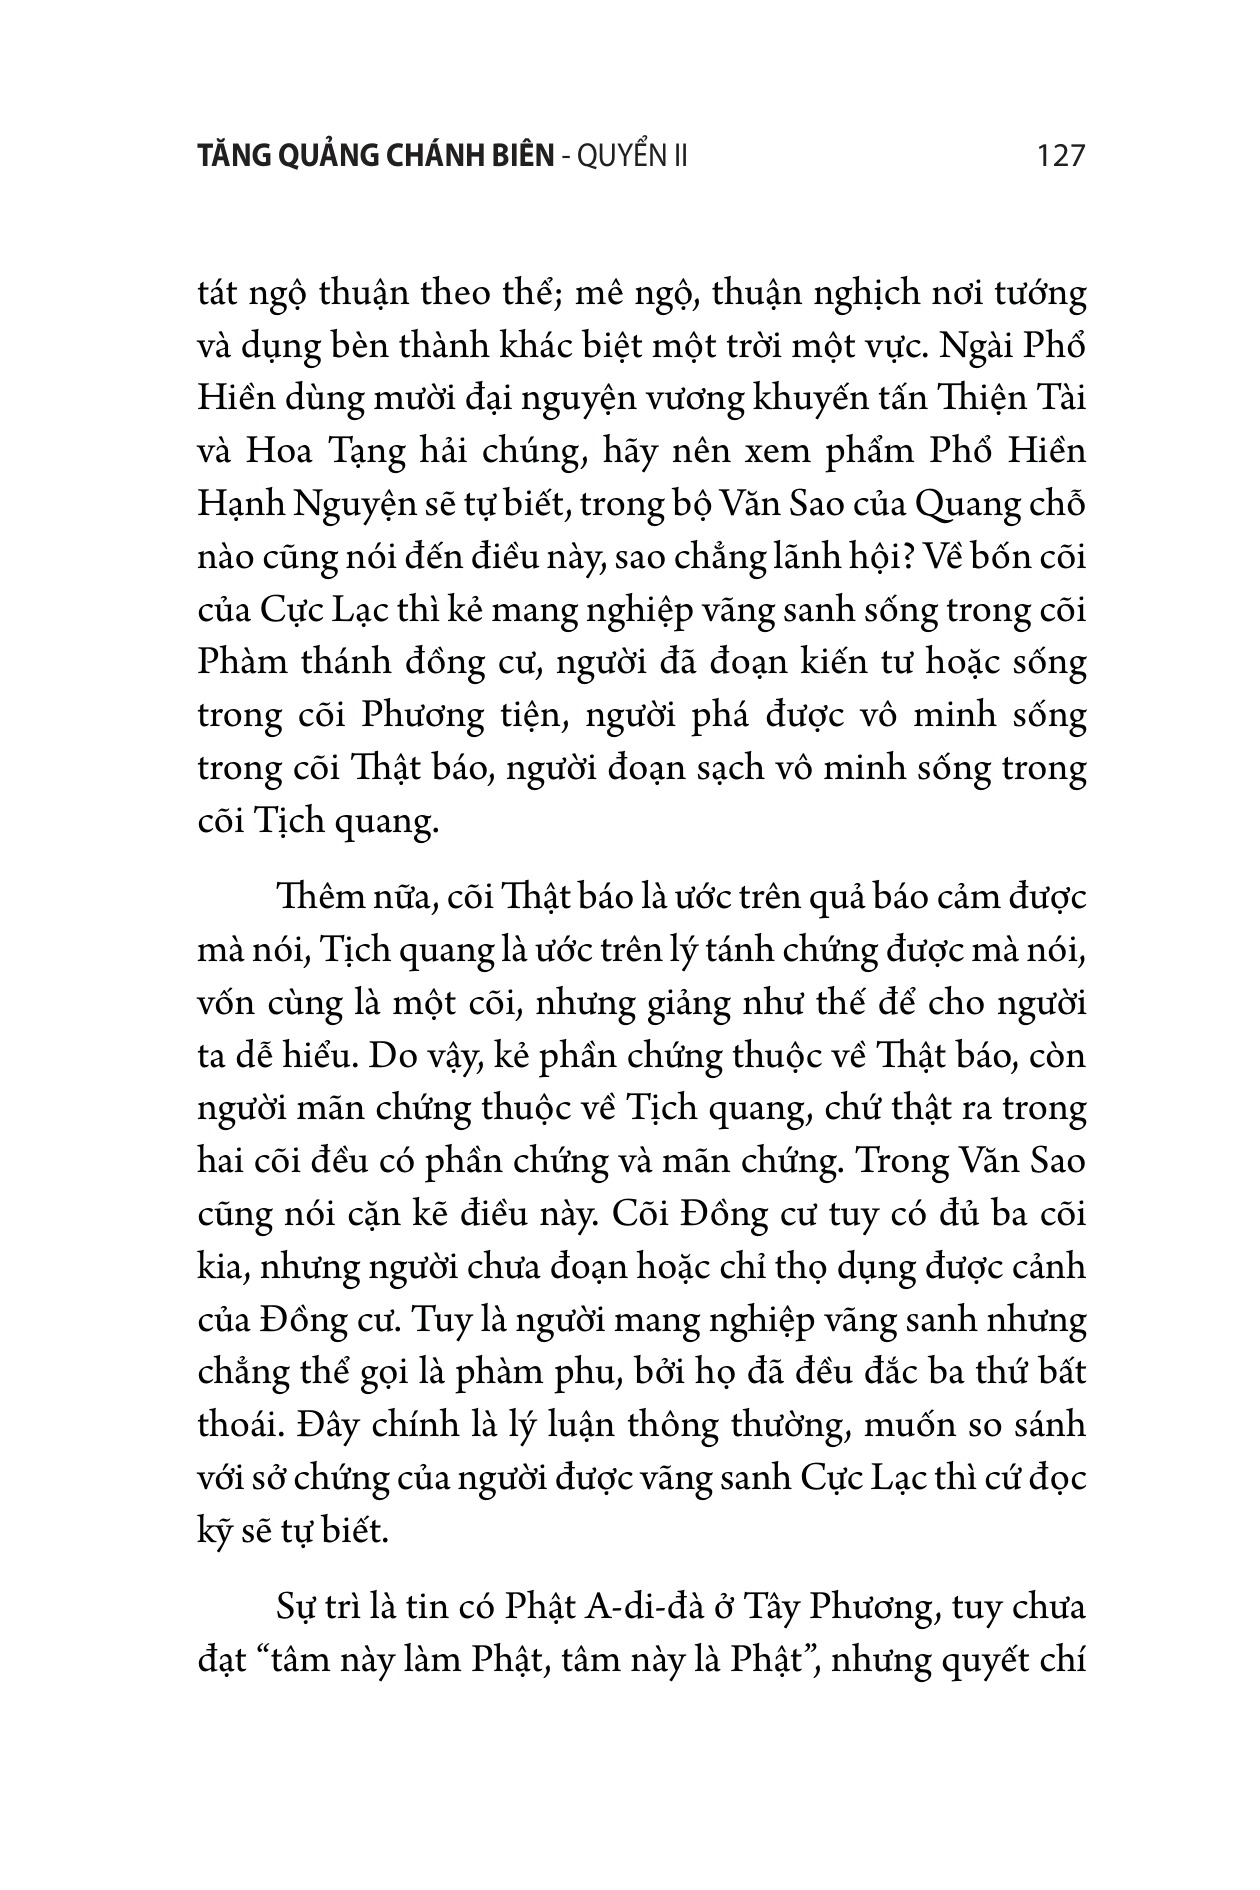 TĂNG QUẢNG CHÁNH BIÊN - QUYỂN II 127
tát ngộ thuận theo thể; mê ngộ, thuận nghịch nơi tướng
và dụng bèn thành khác biệt một trời một vực. Ngài Phổ
Hiền dùng mười đại nguyện vương khuyến tấn Thiện Tài
và Hoa Tạng hải chúng, hãy nên xem phẩm Phổ Hiền
Hạnh Nguyện sẽ tự biết, trong bộ Văn Sao của Quang chỗ
nào cũng nói đến điều này, sao chẳng lãnh hội? Về bốn cõi
của Cực Lạc thì kẻ mang nghiệp vãng sanh sống trong cõi
Phàm thánh đồng cư, người đã đoạn kiến tư hoặc sống
trong cõi Phương tiện, người phá được vô minh sống
trong cõi Thật báo, người đoạn sạch vô minh sống trong
cõi Tịch quang.
Thêm nữa, cõi Thật báo là ước trên quả báo cảm được
mà nói, Tịch quang là ước trên lý tánh chứng được mà nói,
vốn cùng là một cõi, nhưng giảng như thế để cho người
ta dễ hiểu. Do vậy, kẻ phần chứng thuộc về Thật báo, còn
người mãn chứng thuộc về Tịch quang, chứ thật ra trong
hai cõi đều có phần chứng và mãn chứng. Trong Văn Sao
cũng nói cặn kẽ điều này. Cõi Đồng cư tuy có đủ ba cõi
kia, nhưng người chưa đoạn hoặc chỉ thọ dụng được cảnh
của Đồng cư. Tuy là người mang nghiệp vãng sanh nhưng
chẳng thể gọi là phàm phu, bởi họ đã đều đắc ba thứ bất
thoái. Đây chính là lý luận thông thường, muốn so sánh
với sở chứng của người được vãng sanh Cực Lạc thì cứ đọc
kỹ sẽ tự biết.
Sự trì là tin có Phật A-di-đà ở Tây Phương, tuy chưa
đạt “tâm này làm Phật, tâm này là Phật”, nhưng quyết chí